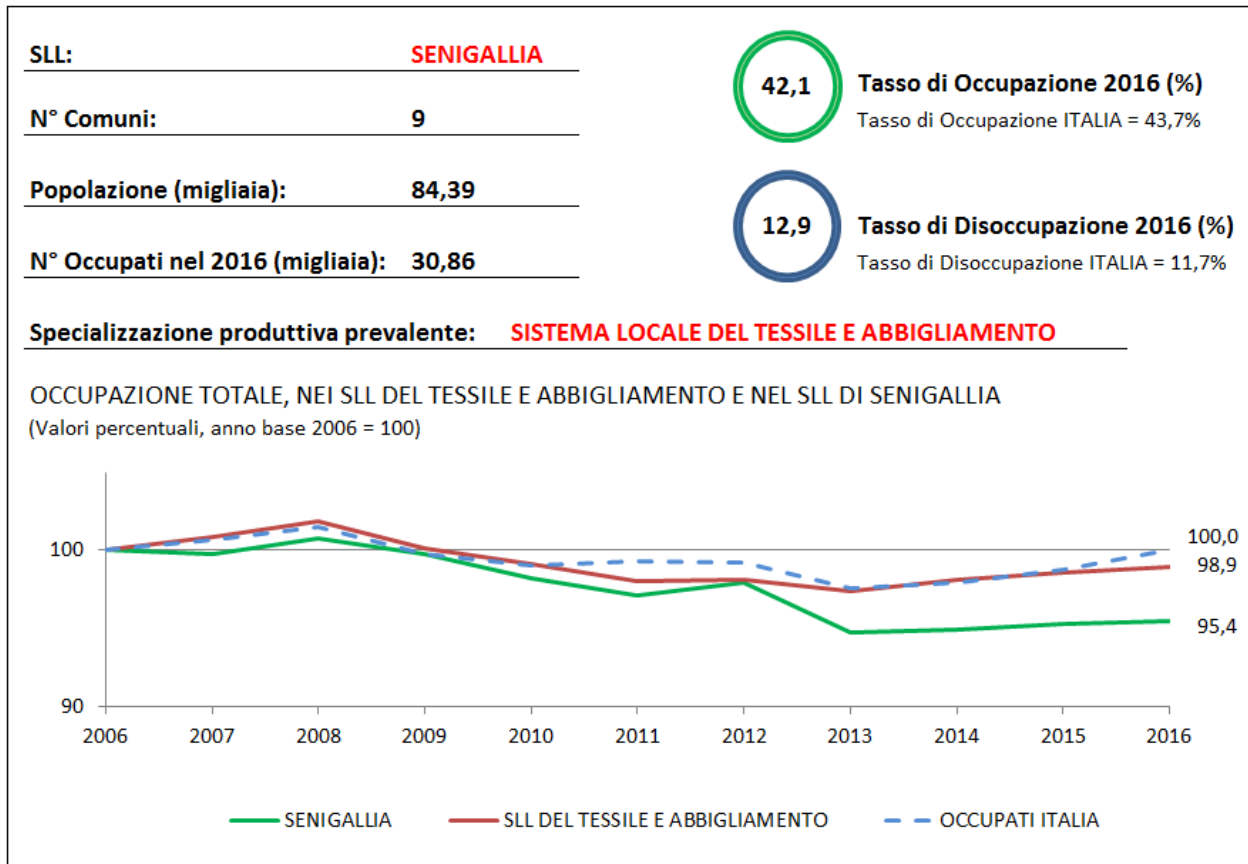 SLL: SENIGALLIA
42,1 Tasso di Occupazione 2016 (%)
Tasso di Occupazione ITALIA = 43,7%
N° Comuni: 9
Popolazione (migliaia): 84,39
12,9 Tasso di Disoccupazione 2016 (%)
Tasso di Disoccupazione ITALIA = 11,7%
N° Occupati nel 2016 (migliaia): 30,86
Specializzazione produttiva prevalente: SISTEMA LOCALE DEL TESSILE E ABBIGLIAMENTO
OCCUPAZIONE TOTALE, NEI SLL DEL TESSILE E ABBIGLIAMENTO E NEL SLL DI SENIGALLIA
(Valori percentuali, anno base 2006 = 100)
100
100,0
98,9
95,4
90
2006 2007 2008 2009 2010 2011 2012 2013 2014 2015 2016
SENIGALLIA SLL DEL TESSILE E ABBIGLIAMENTO OCCUPATI ITALIA